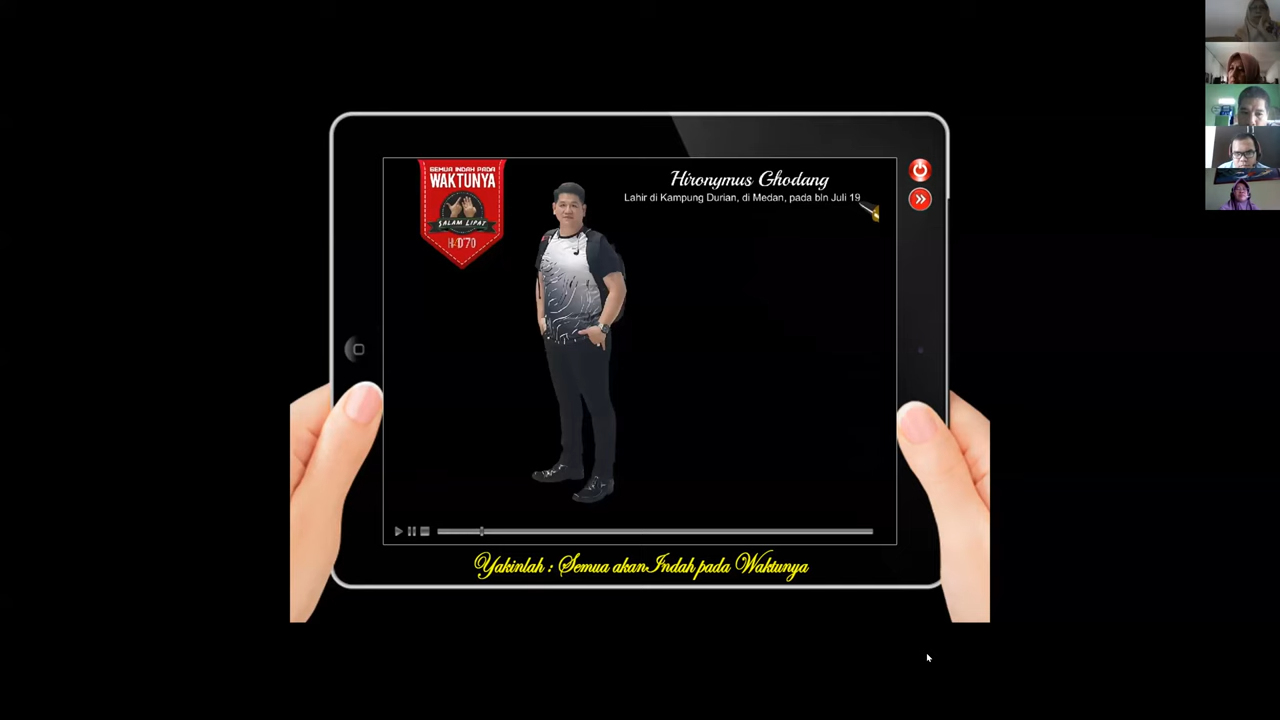 SEMUA INDAH PADA
WAKTUNYA
SALAM LIPAT
Hironymus Ghodang
Lahir di Kampung Durian, di Medan, pada bln Juli 19
Yakinlah : Semua akan Indah pada Waktunya